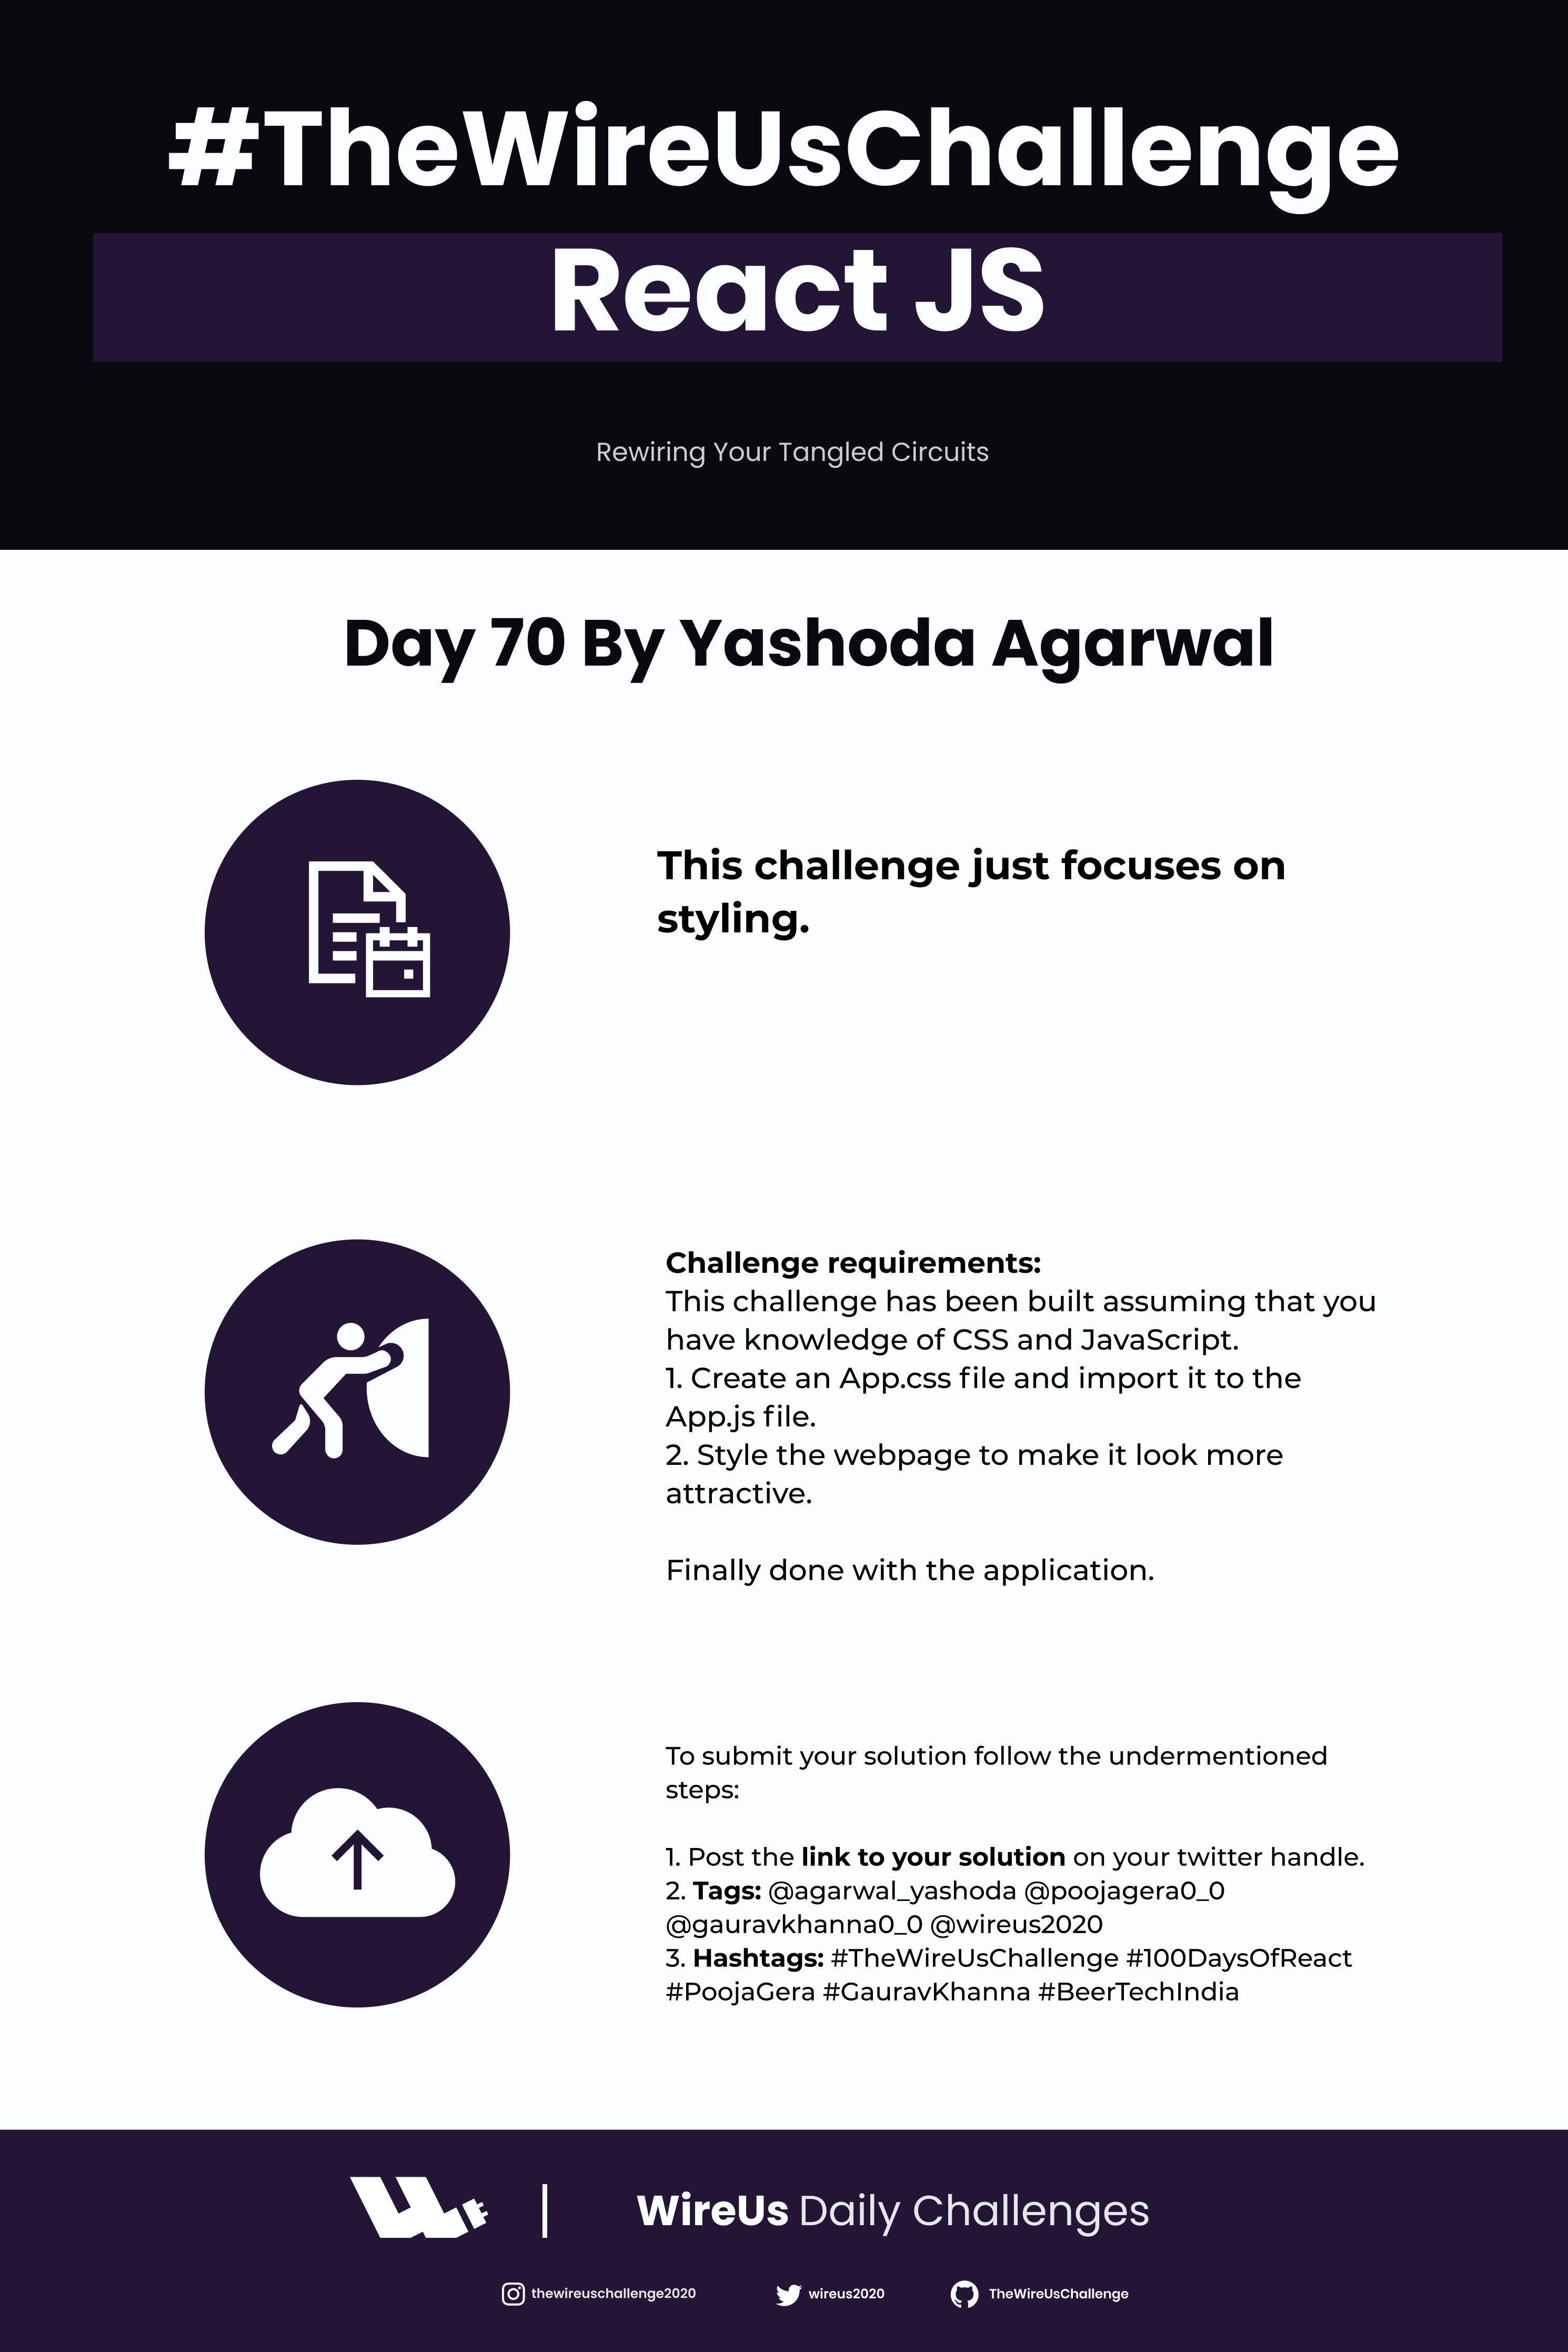 #TheWireUsChallenge
React JS
Rewiring Your Tangled Circuits
Day 70 By Yashoda Agarwal
This challenge just focuses on
styling.
Challenge requirements:
This challenge has been built assuming that you
have knowledge of CSS and JavaScript.
1. Create an App.css file and import it to the
App.js file.
2. Style the webpage to make it look more
attractive.
Finally done with the application.
To submit your solution follow the undermentioned
steps:
1. Post the link to your solution on your twitter handle.
2. Tags: @agarwal_yashoda @poojagera0_0
@gauravkhanna0_0 @wireus2020
3. Hashtags: #TheWireUsChallenge #100DaysOfReact
#PoojaGera #GauravKhanna #BeerTechIndia
WireUs Daily Challenges
thewireuschallenge2020
wireus2020
TheWireUsChallenge